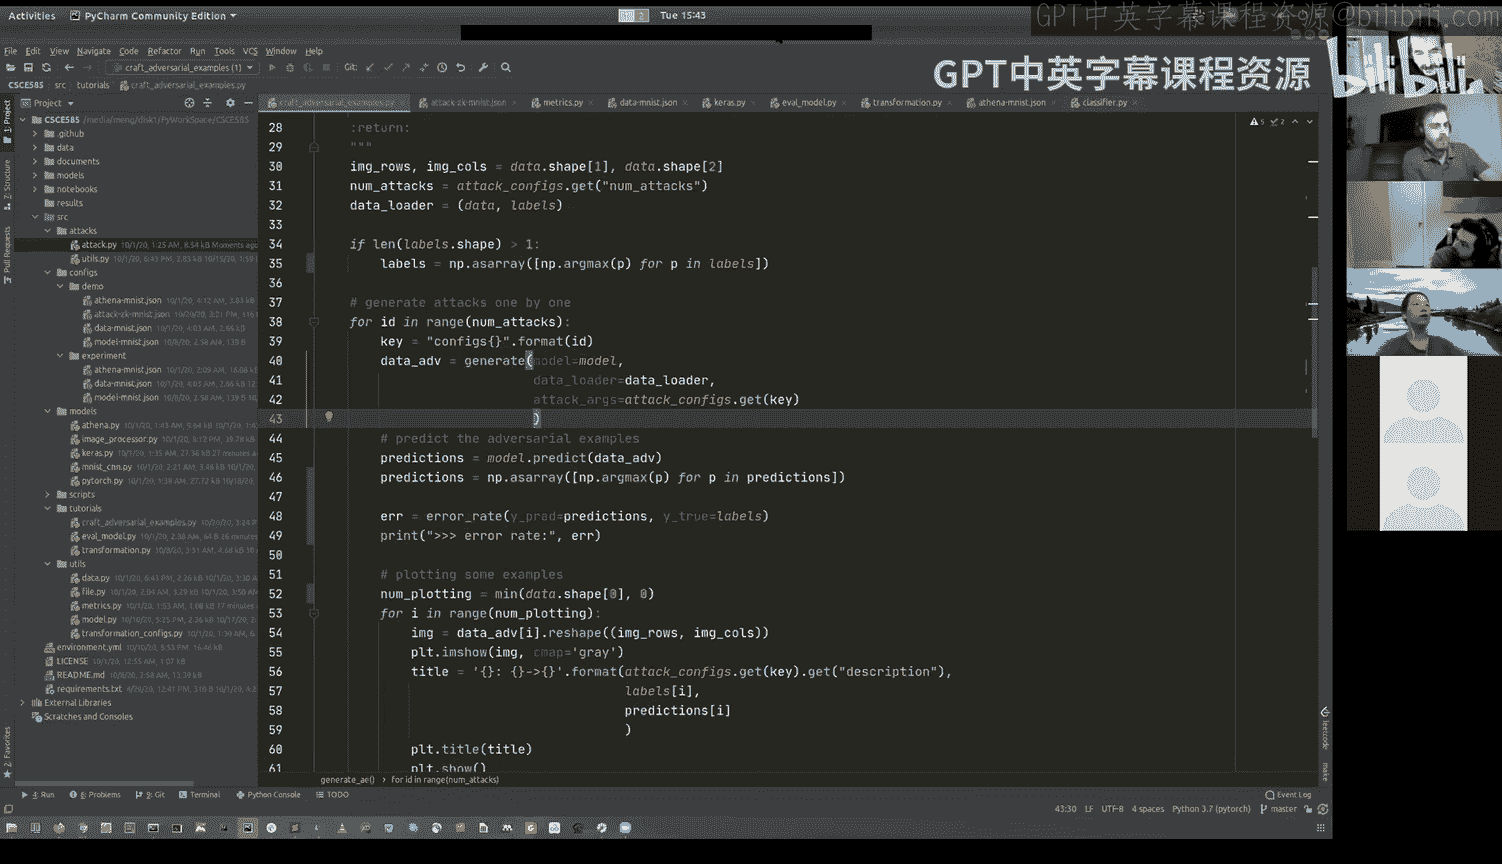 Activities
PyCharm Community Edition
Tue 15:43
GPT中英字幕课程资源@bilibili.com
GPT中英字幕课程资源
bilibili
File Edit View Navigate Code Refactor Run Tools VCS Window Help
craft_adversarial_examples (1)
Git:
CSCE585 src tutorials craft_adversarial_examples.py
Project
craft_adversarial_examples.py attack-zk-mnist.json metrics.py data-mnist.json keras.py eval_model.py transformation.py athena-mnist.json classifier.py
CSCE585 /media/meng/disk1/PyWorkSpace/CSCE585
.github
data
documents
models
notebooks
results
src
attacks
attack.py
utils.py
configs
demo
athena-mnist.json
attack-zk-mnist.json
data-mnist.json
model-mnist.json
experiment
athena-mnist.json
data-mnist.json
model-mnist.json
models
athena.py
image_processor.py
keras.py
mnist_cnn.py
pytorch.py
scripts
tutorials
craft_adversarial_examples.py
eval_model.py
transformation.py
utils
data.py
file.py
metrics.py
model.py
transformation_configs.py
environment.yml
LICENSE
README.md
requirements.txt
External Libraries
Scratches and Consoles
28 :return:
29 """
30 img_rows, img_cols = data.shape[1], data.shape[2]
31 num_attacks = attack_configs.get("num_attacks")
32 data_loader = (data, labels)
33
34 if len(labels.shape) > 1:
35 labels = np.asarray([np.argmax(p) for p in labels])
36
37 # generate attacks one by one
38 for id in range(num_attacks):
39 key = "configs{}".format(id)
40 data_adv = generate(model=model,
41 data_loader=data_loader,
42 attack_args=attack_configs.get(key)
43 )
44 # predict the adversarial examples
45 predictions = model.predict(data_adv)
46 predictions = np.asarray([np.argmax(p) for p in predictions])
47
48 err = error_rate(y_pred=predictions, y_true=labels)
49 print(">>> error rate:", err)
50
51 # plotting some examples
52 num_plotting = min(data.shape[0], 0)
53 for i in range(num_plotting):
54 img = data_adv[i].reshape((img_rows, img_cols))
55 plt.imshow(img, cmap='gray')
56 title = '{}: {}->{}'.format(attack_configs.get(key).get("description"),
57 labels[i],
58 predictions[i]
59 )
60 plt.title(title)
61 plt.show()
generate_ae() for id in range(num_attacks)
4: Run 6: Problems 9: Git Terminal Python Console TODO
Event Log
43:30 LF UTF-8 4 spaces Python 3.7 (pytorch) master